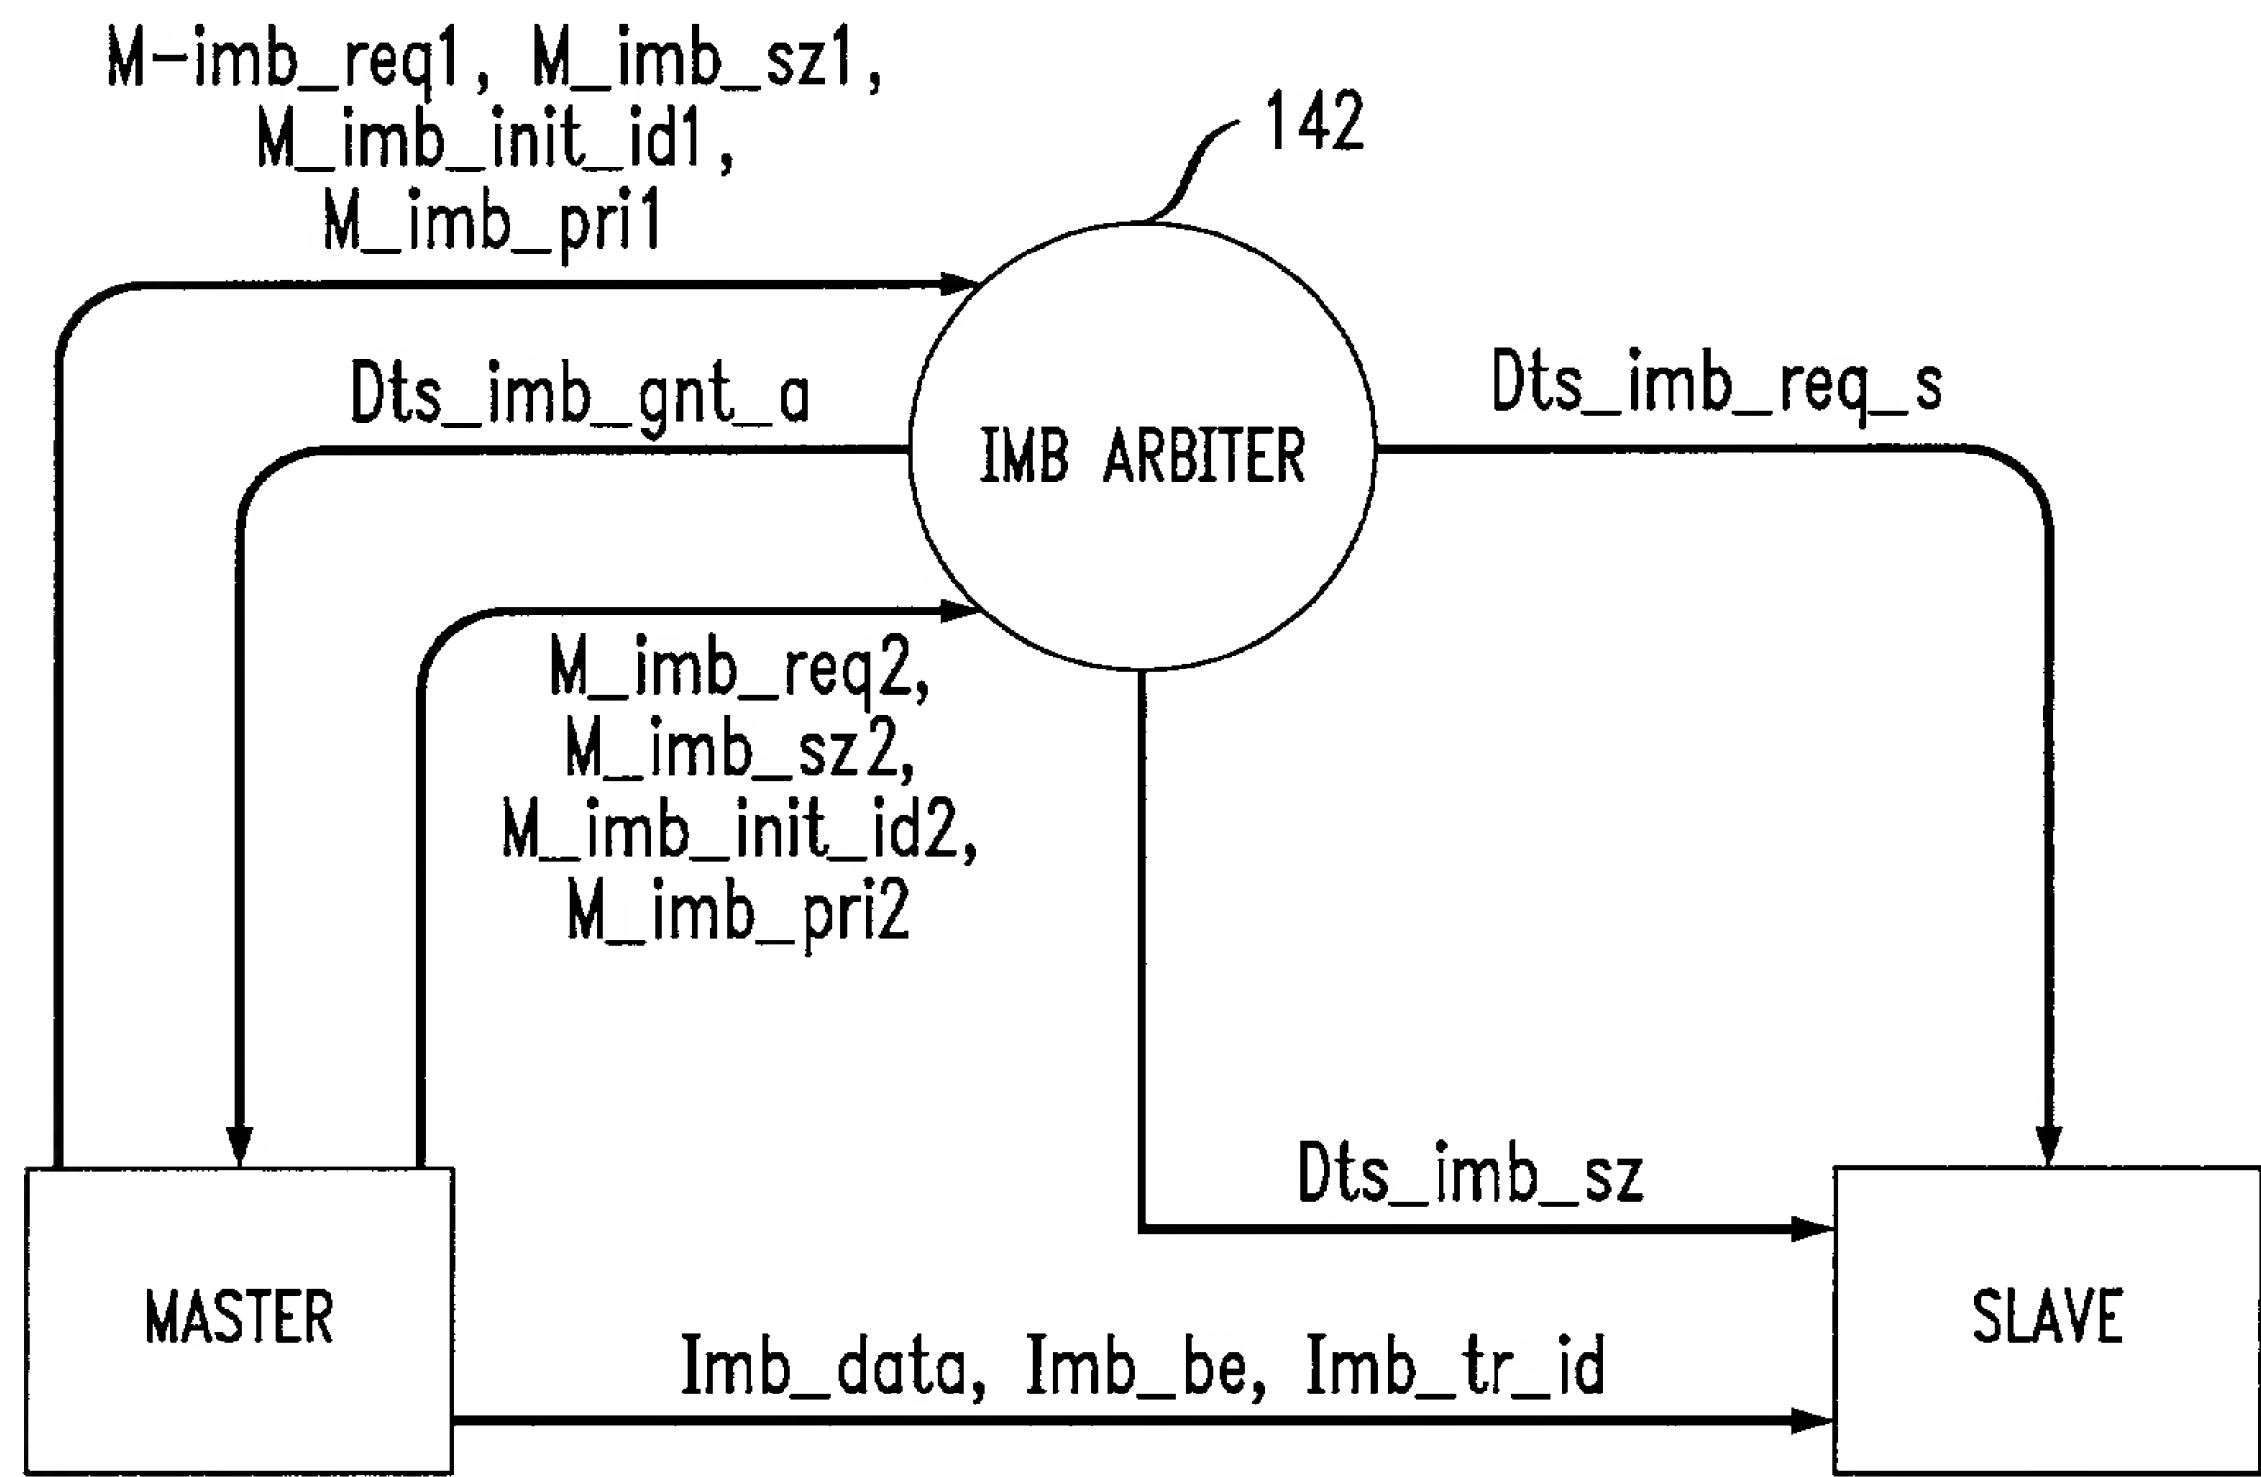 M-imb_req1, M_imb_sz1,
M_imb_init_id1,
M_imb_pri1
142
Dts_imb_gnt_a
Dts_imb_req_s
IMB ARBITER
M_imb_req2,
M_imb_sz2,
M_imb_init_id2,
M_imb_pri2
Dts_imb_sz
MASTER
SLAVE
Imb_data, Imb_be, Imb_tr_id